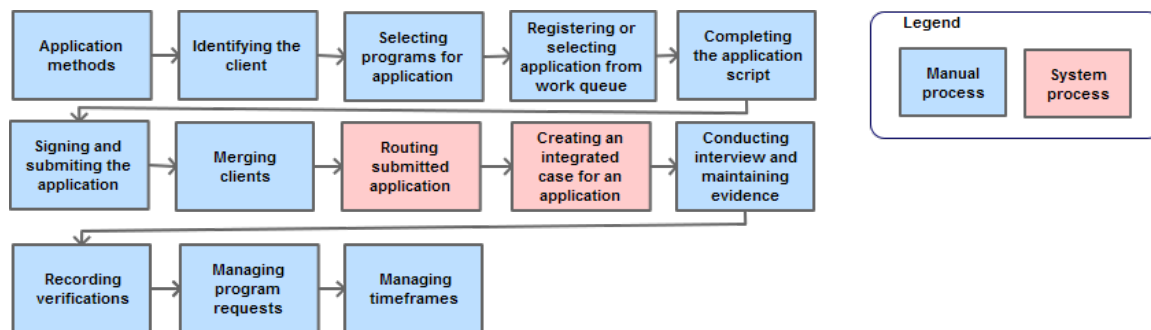 Application
methods
Identifying the
client
Selecting
programs for
application
Registering or
selecting
application from
work queue
Completing
the application
script
Legend
Manual
process
System
process
Signing and
submiting the
application
Merging
clients
Routing
submitted
application
Creating an
integrated
case for an
application
Conducting
interview and
maintaining
evidence
Recording
verifications
Managing
program
requests
Managing
timeframes